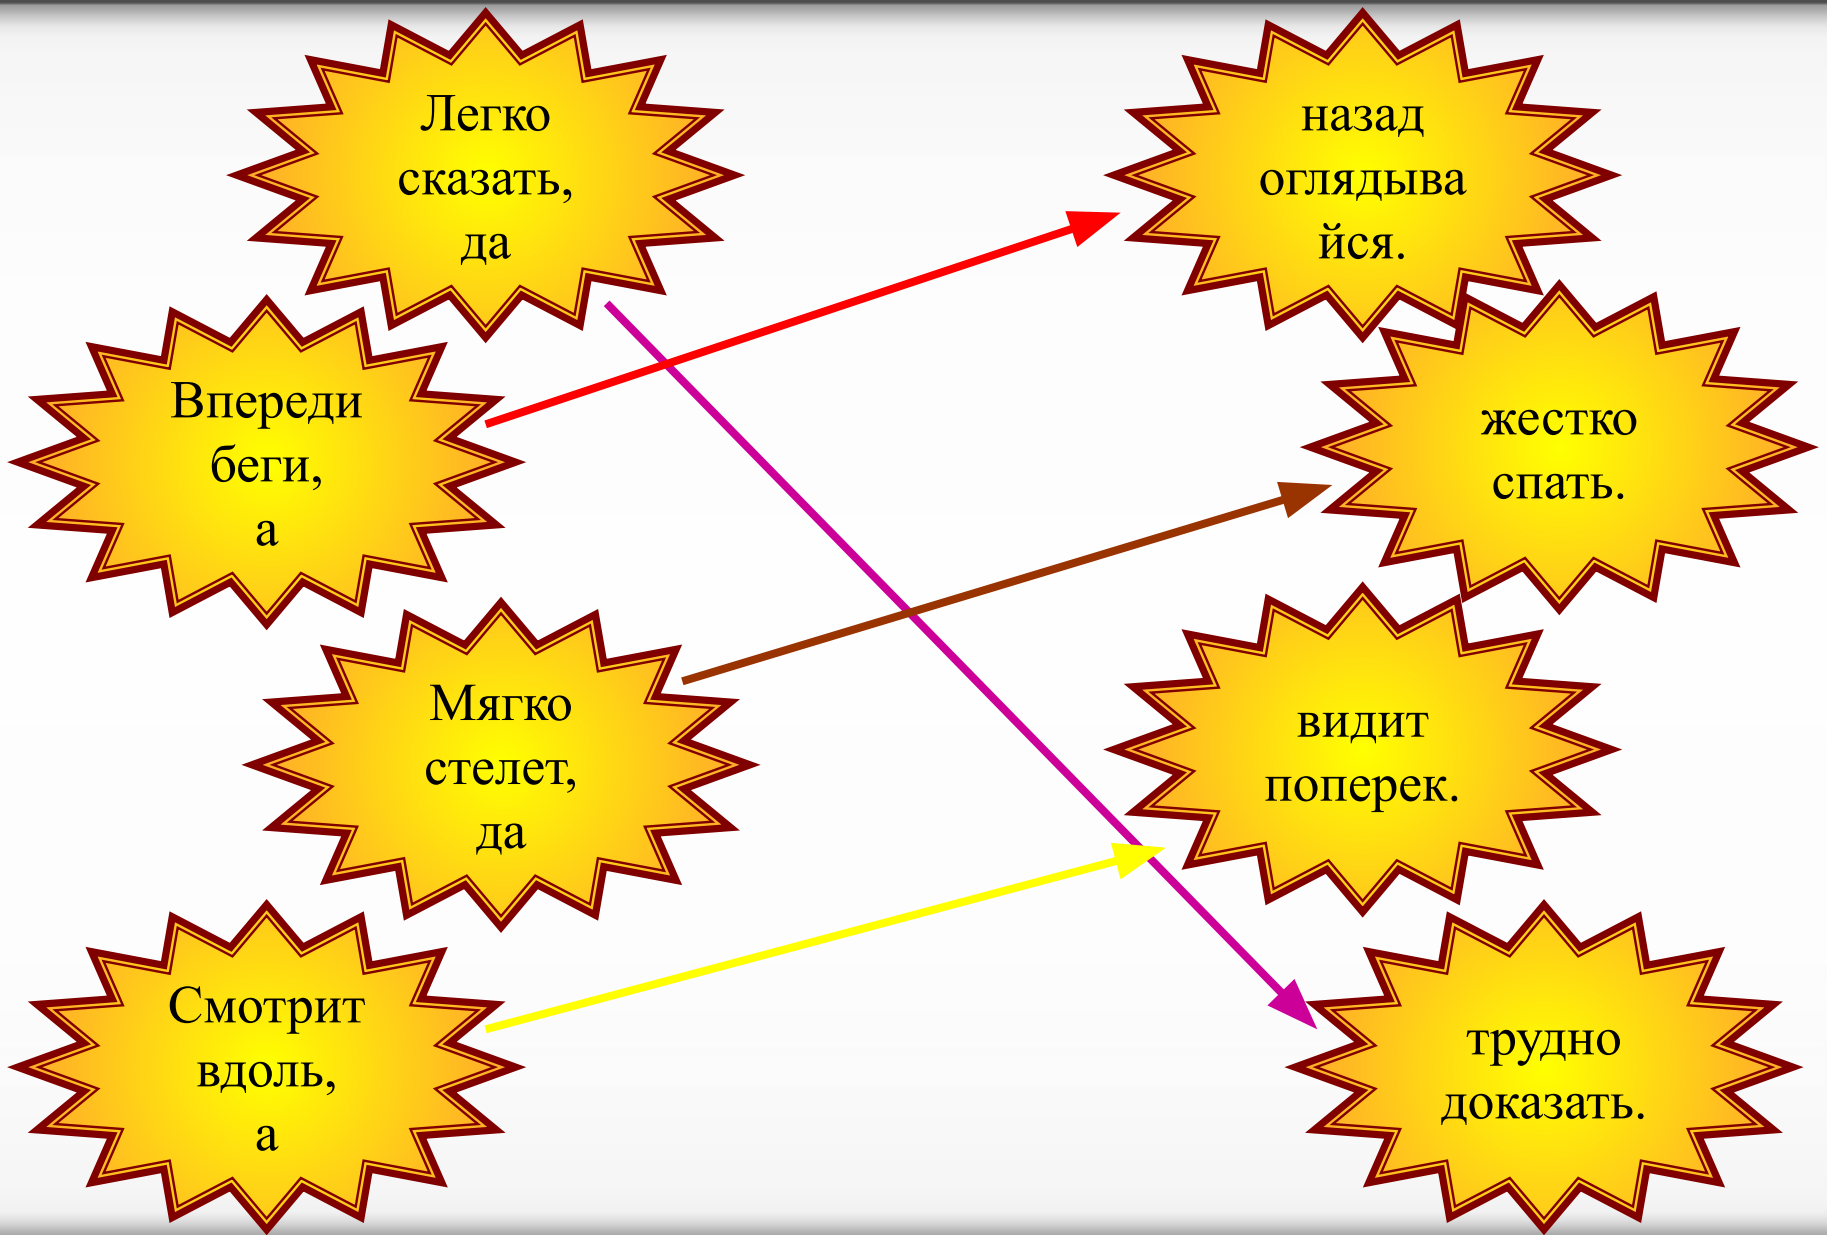 Легко
сказать,
да
Впереди
беги,
а
Мягко
стелет,
да
Смотрит
вдоль,
а
назад
оглядыва
йся.
жестко
спать.
видит
поперек.
трудно
доказать.